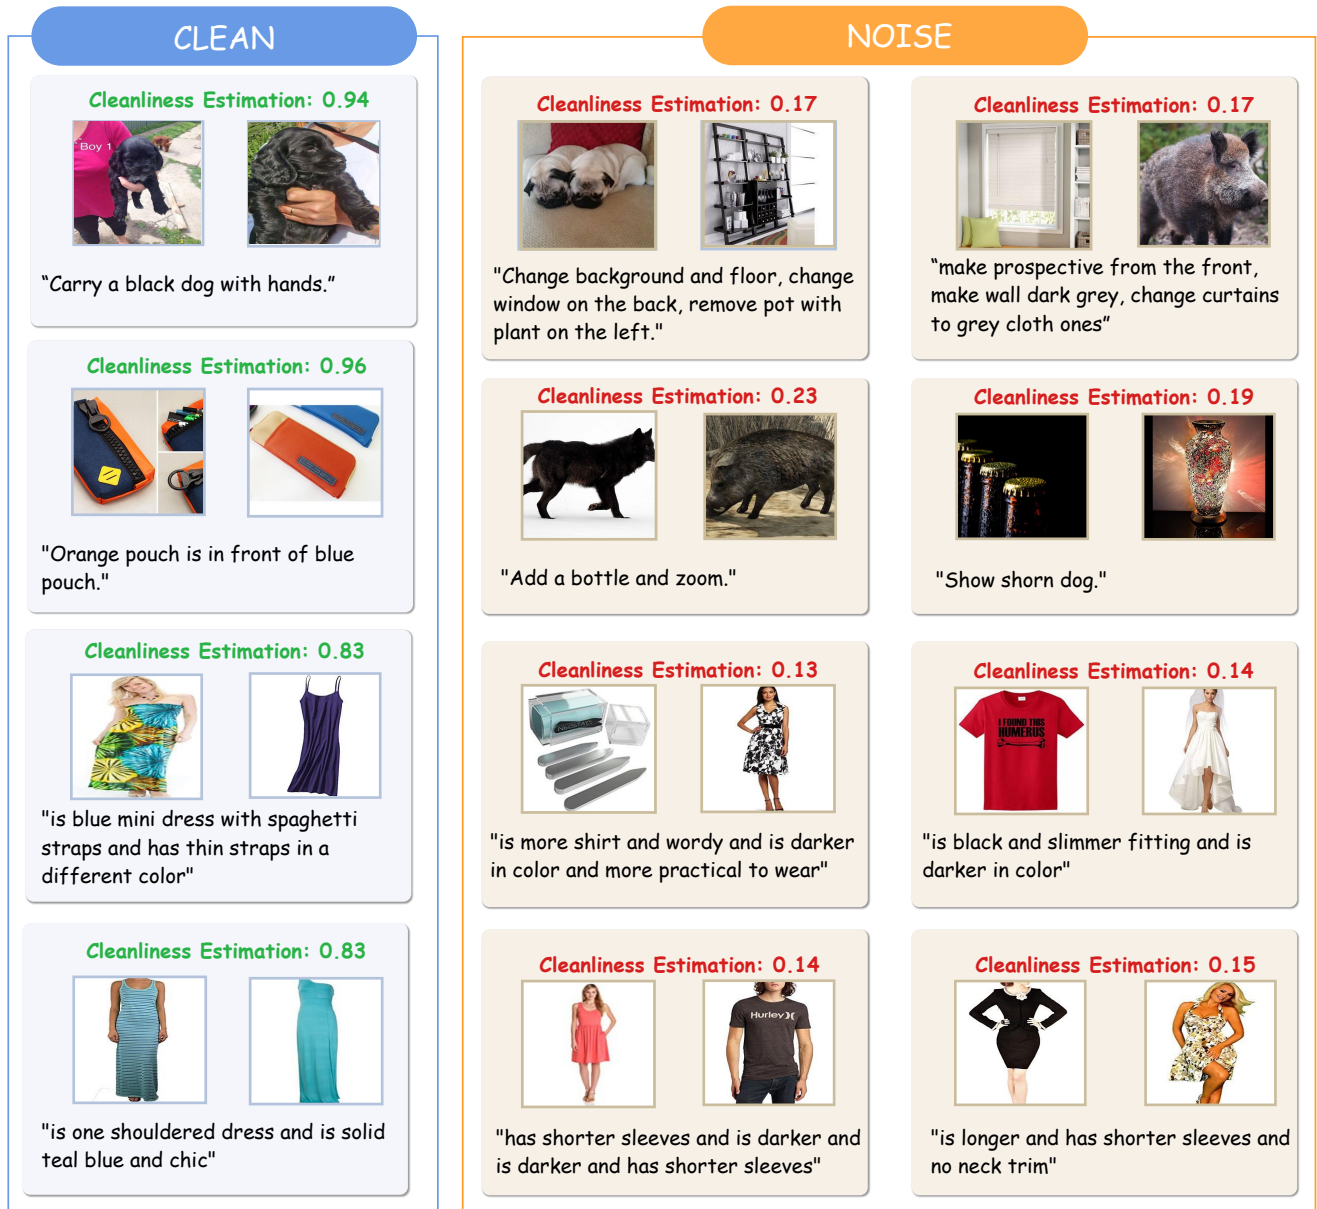 CLEAN
Cleanliness Estimation: 0.94
Boy 1
“Carry a black dog with hands.”
Cleanliness Estimation: 0.96
"Orange pouch is in front of blue
pouch."
Cleanliness Estimation: 0.83
"is blue mini dress with spaghetti
straps and has thin straps in a
different color"
Cleanliness Estimation: 0.83
"is one shouldered dress and is solid
teal blue and chic"
NOISE
Cleanliness Estimation: 0.17
"Change background and floor, change
window on the back, remove pot with
plant on the left."
Cleanliness Estimation: 0.17
“make prospective from the front,
make wall dark grey, change curtains
to grey cloth ones”
Cleanliness Estimation: 0.23
"Add a bottle and zoom."
Cleanliness Estimation: 0.19
"Show shorn dog."
Cleanliness Estimation: 0.13
"is more shirt and wordy and is darker
in color and more practical to wear"
Cleanliness Estimation: 0.14
I FOUND THIS
HUMERUS
"is black and slimmer fitting and is
darker in color"
Cleanliness Estimation: 0.14
Hurley
"has shorter sleeves and is darker and
is darker and has shorter sleeves"
Cleanliness Estimation: 0.15
"is longer and has shorter sleeves and
no neck trim"